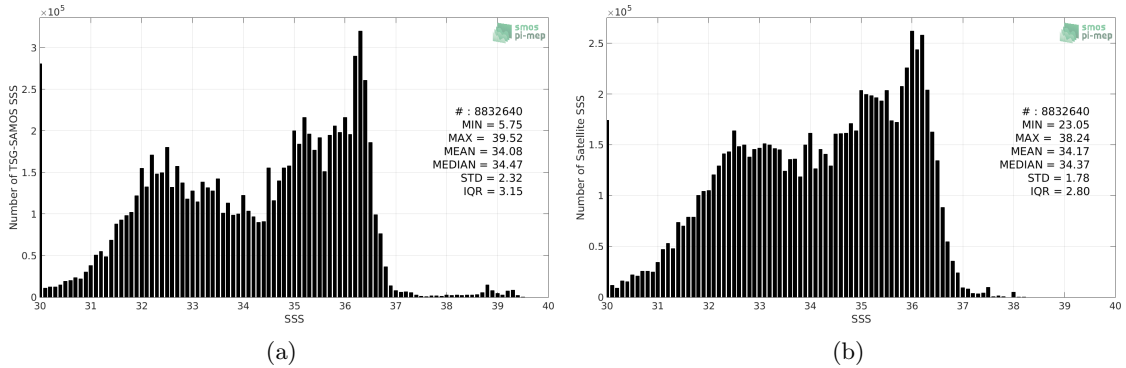 ×10⁵
smos
pi-mep
3
2.5
2
1.5
1
0.5
0
Number of TSG-SAMOS SSS
# : 8832640
MIN = 5.75
MAX = 39.52
MEAN = 34.08
MEDIAN = 34.47
STD = 2.32
IQR = 3.15
30 31 32 33 34 35 36 37 38 39 40
SSS
(a)
×10⁵
smos
pi-mep
2.5
2
1.5
1
0.5
0
Number of Satellite SSS
# : 8832640
MIN = 23.05
MAX = 38.24
MEAN = 34.17
MEDIAN = 34.37
STD = 1.78
IQR = 2.80
30 31 32 33 34 35 36 37 38 39 40
SSS
(b)